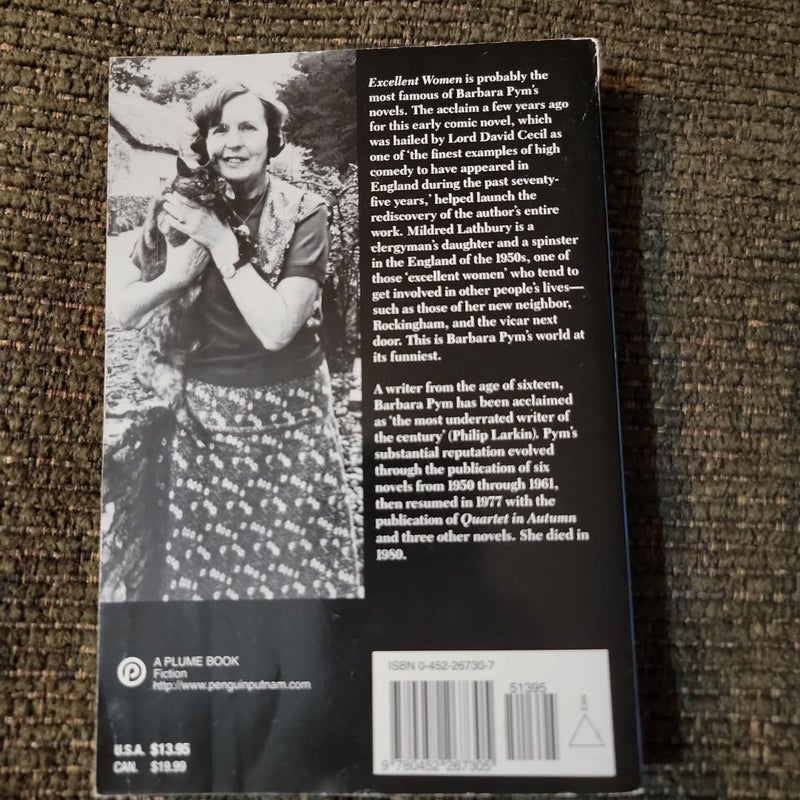 Excellent Women is probably the
most famous of Barbara Pym's
novels. The acclaim a few years ago
for this early comic novel, which
was hailed by Lord David Cecil as
one of 'the finest examples of high
comedy to have appeared in
England during the past seventy-
five years,' helped launch the
rediscovery of the author's entire
work. Mildred Lathbury is a
clergyman's daughter and a spinster
in the England of the 1950s, one of
those 'excellent women' who tend to
get involved in other people's lives—
such as those of her new neighbor,
Rockingham, and the vicar next
door. This is Barbara Pym's world at
its funniest.
A writer from the age of sixteen,
Barbara Pym has been acclaimed
as 'the most underrated writer of
the century' (Philip Larkin). Pym's
substantial reputation evolved
through the publication of six
novels from 1950 through 1961,
then resumed in 1977 with the
publication of Quartet in Autumn
and three other novels. She died in
1980.
A PLUME BOOK
Fiction
http://www.penguinputnam.com
U.S.A. $13.95
CAN. $19.99
ISBN 0-452-26730-7
51395
9 780452 267305